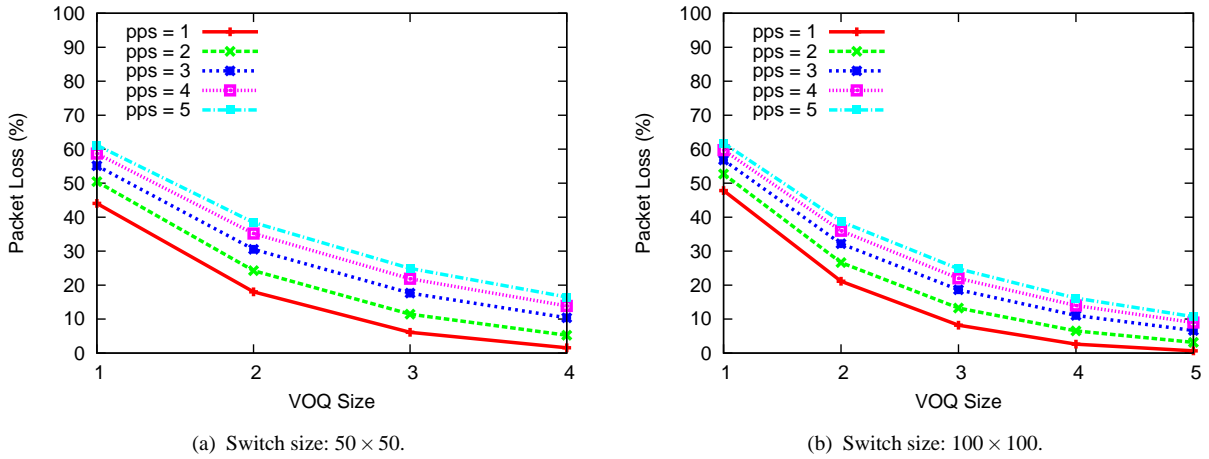 100
90
80
70
60
50
40
30
20
10
0
Packet Loss (%)
pps = 1
pps = 2
pps = 3
pps = 4
pps = 5
1 2 3 4
VOQ Size
(a) Switch size: 50 × 50.
100
90
80
70
60
50
40
30
20
10
0
Packet Loss (%)
pps = 1
pps = 2
pps = 3
pps = 4
pps = 5
1 2 3 4 5
VOQ Size
(b) Switch size: 100 × 100.